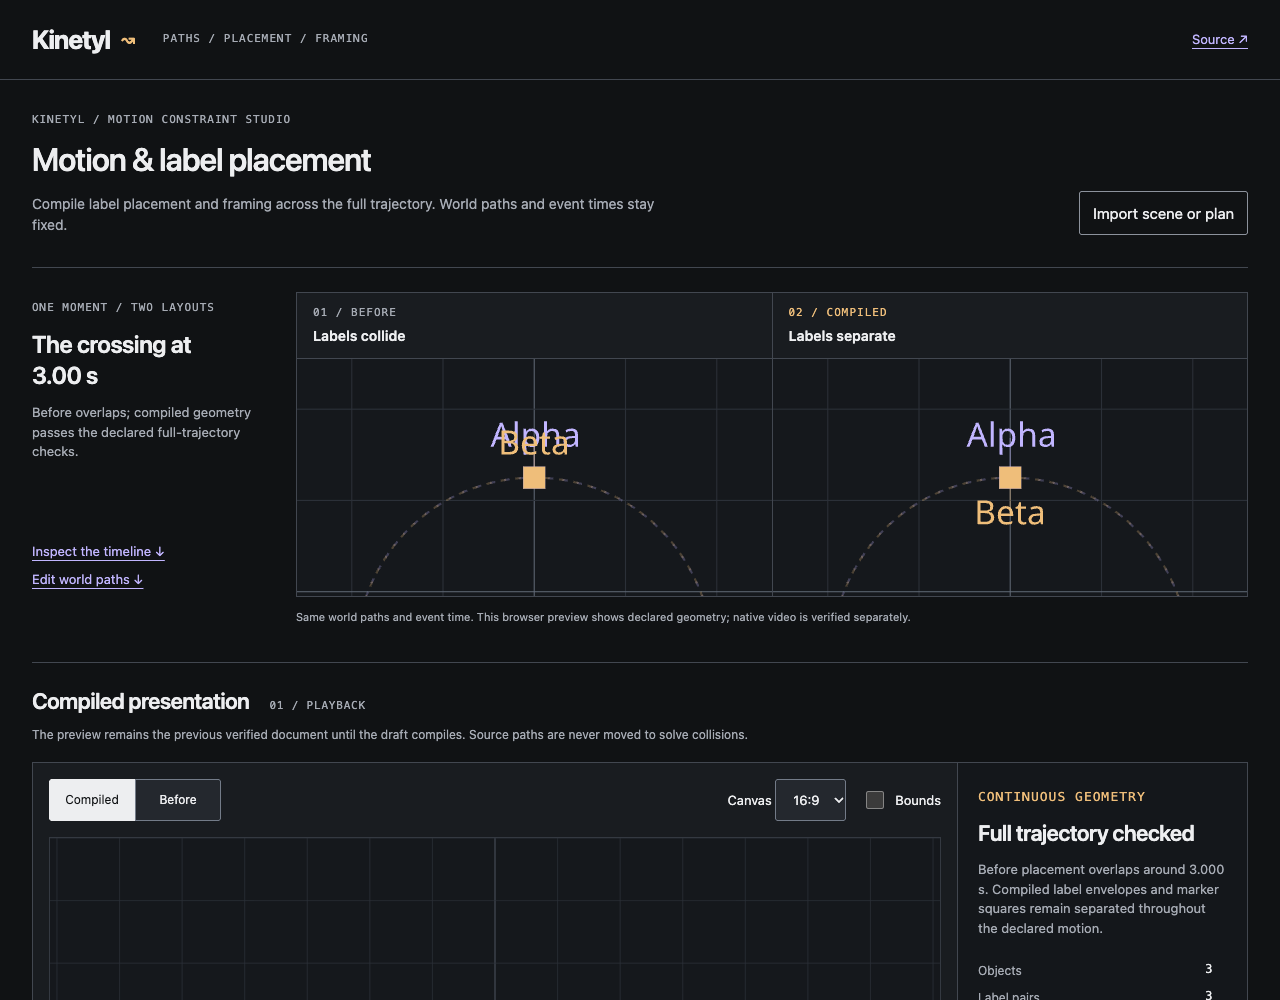 Kinetyl ↝
PATHS / PLACEMENT / FRAMING
Source ↗
KINETYL / MOTION CONSTRAINT STUDIO
Motion & label placement
Compile label placement and framing across the full trajectory. World paths and event times stay
fixed.
Import scene or plan
ONE MOMENT / TWO LAYOUTS
The crossing at
3.00 s
Before overlaps; compiled geometry
passes the declared full-trajectory
checks.
Inspect the timeline ↓
Edit world paths ↓
01 / BEFORE
Labels collide
02 / COMPILED
Labels separate
Alpha
Beta
Alpha
Beta
Same world paths and event time. This browser preview shows declared geometry; native video is verified separately.
Compiled presentation
01 / PLAYBACK
The preview remains the previous verified document until the draft compiles. Source paths are never moved to solve collisions.
Compiled
Before
Canvas
16:9
Bounds
CONTINUOUS GEOMETRY
Full trajectory checked
Before placement overlaps around 3.000
s. Compiled label envelopes and marker
squares remain separated throughout
the declared motion.
Objects 3
Label pairs 3